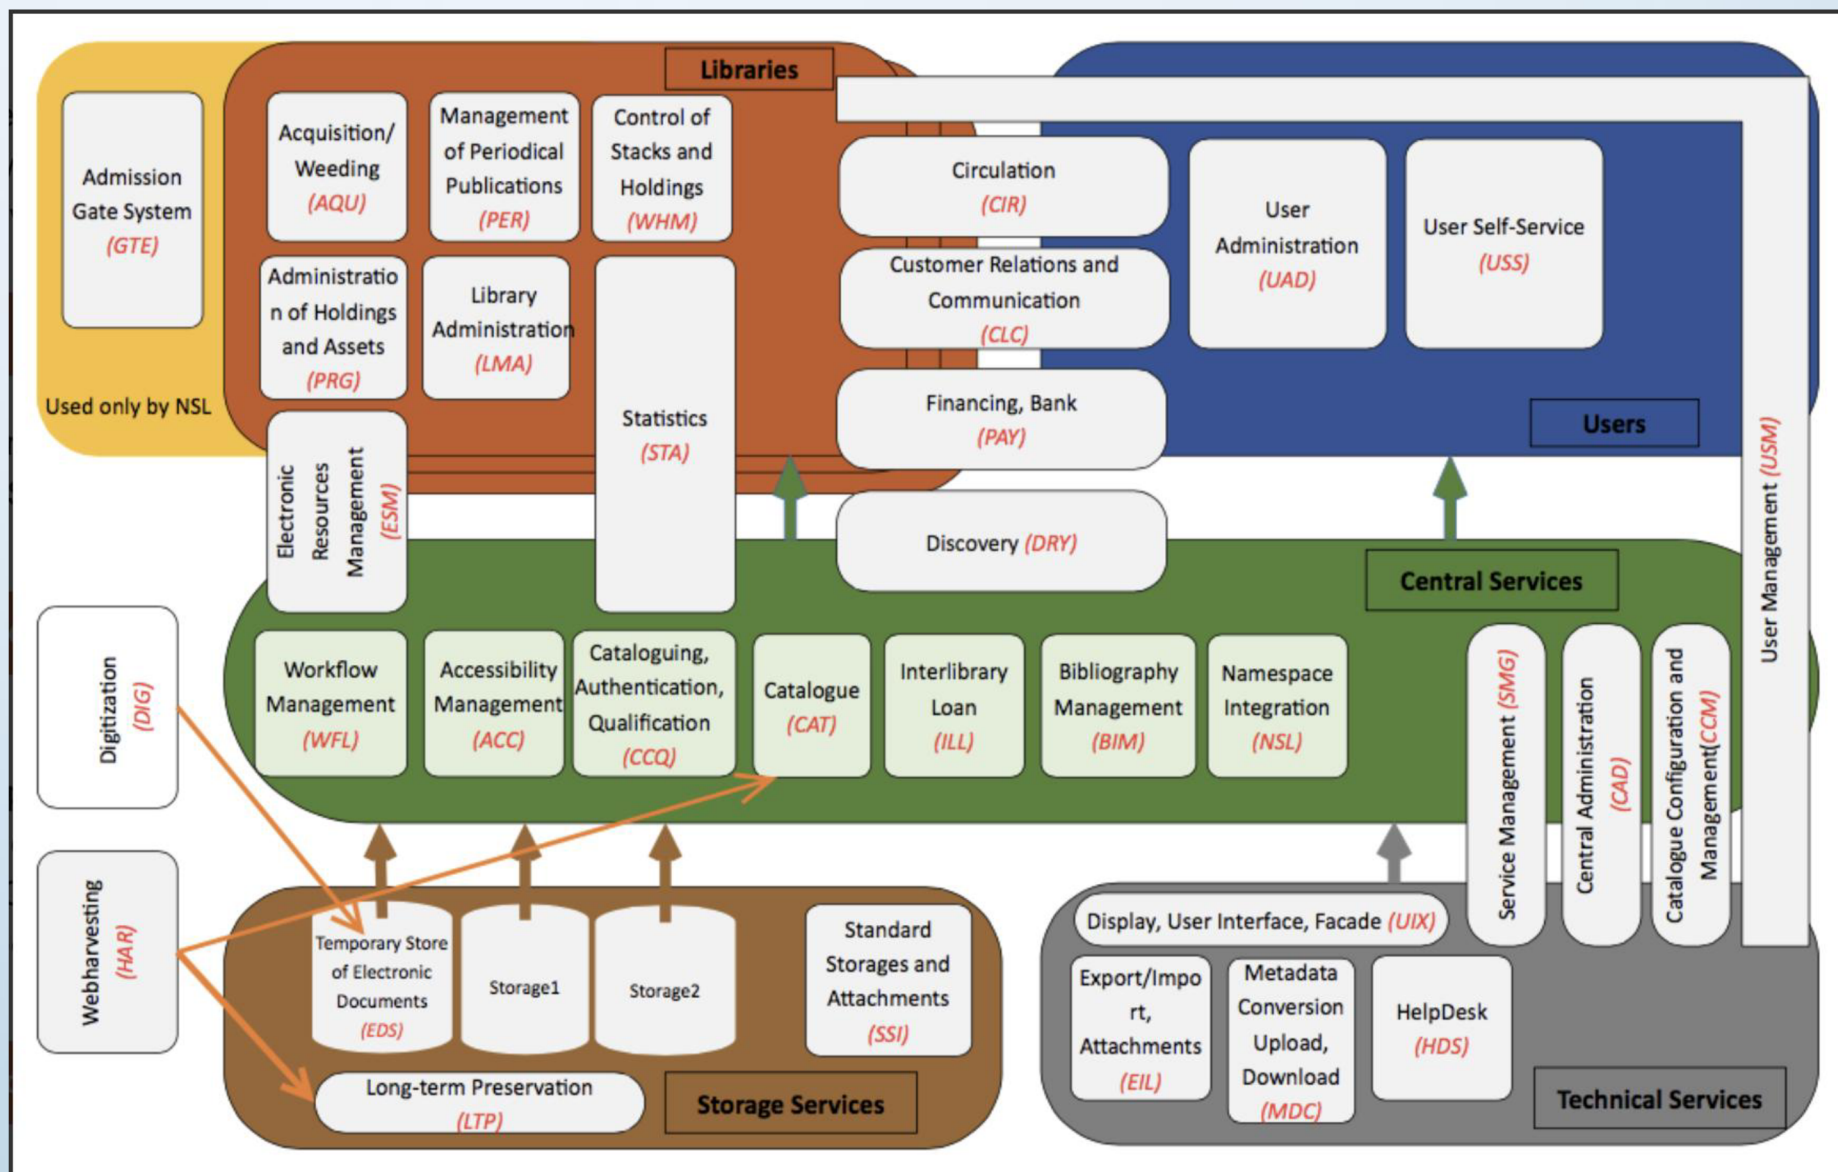 Libraries
Admission
Gate System
(GTE)
Used only by NSL
Acquisition/
Weeding
(AQU)
Management
of Periodical
Publications
(PER)
Control of
Stacks and
Holdings
(WHM)
Administratio
n of Holdings
and Assets
(PRG)
Library
Administration
(LMA)
Statistics
(STA)
Electronic
Resources
Management
(ESM)
Circulation
(CIR)
Customer Relations and
Communication
(CLC)
Financing, Bank
(PAY)
Discovery (DRY)
User
Administration
(UAD)
User Self-Service
(USS)
Users
User Management (USM)
Central Services
Digitization
(DIG)
Webharvesting
(HAR)
Workflow
Management
(WFL)
Accessibility
Management
(ACC)
Cataloguing,
Authentication,
Qualification
(CCQ)
Catalogue
(CAT)
Interlibrary
Loan
(ILL)
Bibliography
Management
(BIM)
Namespace
Integration
(NSL)
Service Management (SMG)
Central Administration
(CAD)
Catalogue Configuration and
Management(CCM)
Temporary Store
of Electronic
Documents
(EDS)
Storage1
Storage2
Standard
Storages and
Attachments
(SSI)
Long-term Preservation
(LTP)
Storage Services
Display, User Interface, Facade (UIX)
Export/Impo
rt,
Attachments
(EIL)
Metadata
Conversion
Upload,
Download
(MDC)
HelpDesk
(HDS)
Technical Services